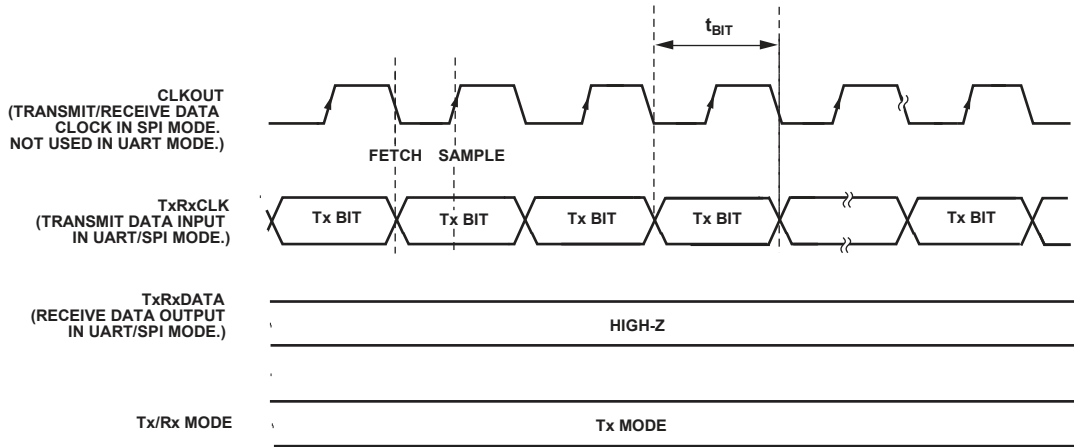 tBIT
CLKOUT
(TRANSMIT/RECEIVE DATA
CLOCK IN SPI MODE.
NOT USED IN UART MODE.)
FETCH SAMPLE
TxRxCLK
(TRANSMIT DATA INPUT
IN UART/SPI MODE.)
Tx BIT Tx BIT Tx BIT Tx BIT Tx BIT
TxRxDATA
(RECEIVE DATA OUTPUT
IN UART/SPI MODE.)
HIGH-Z
Tx/Rx MODE
Tx MODE